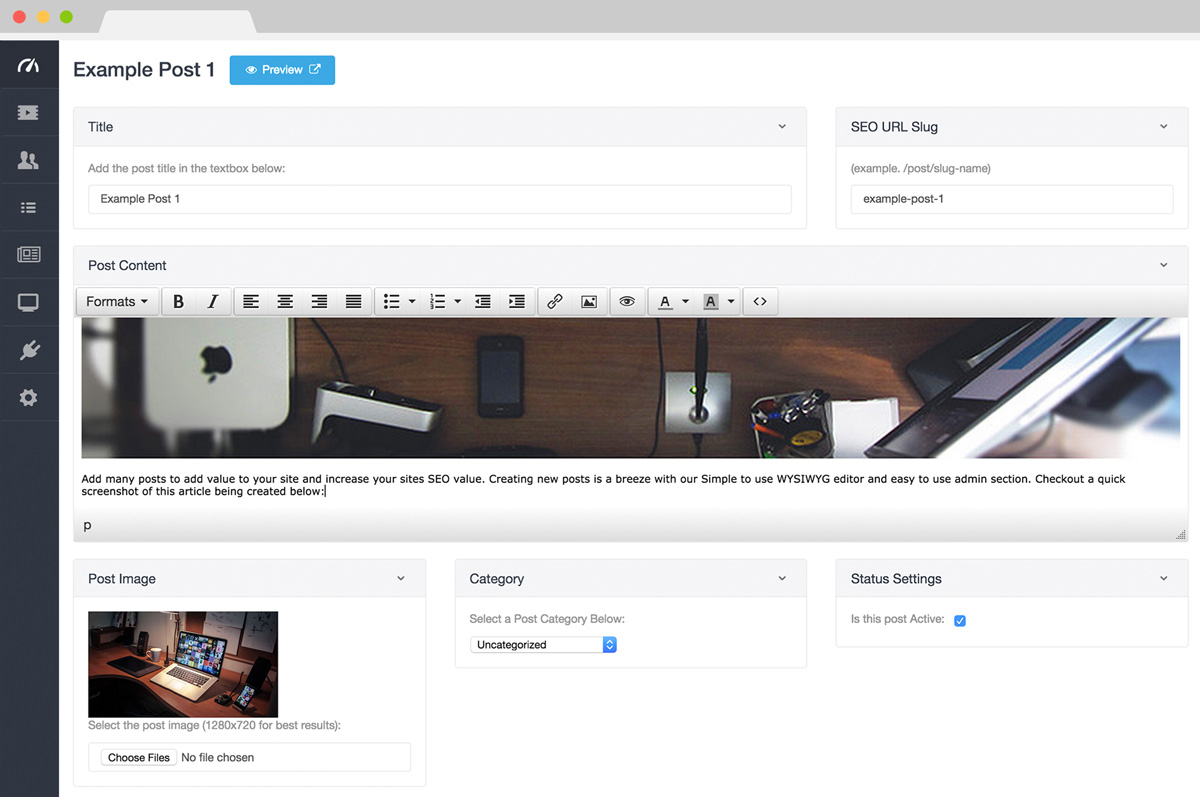 Example Post 1
Preview
Title
Add the post title in the textbox below:
Example Post 1
SEO URL Slug
(example. /post/slug-name)
example-post-1
Post Content
Formats B I A A <>
Add many posts to add value to your site and increase your sites SEO value. Creating new posts is a breeze with our Simple to use WYSIWYG editor and easy to use admin section. Checkout a quick
screenshot of this article being created below:
p
Post Image
Select the post image (1280x720 for best results):
Choose Files No file chosen
Category
Select a Post Category Below:
Uncategorized
Status Settings
Is this post Active: